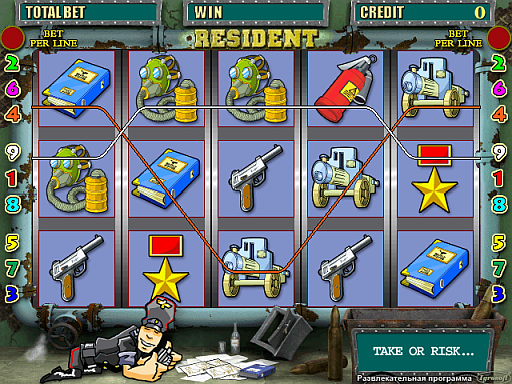 TOTAL BET WIN CREDIT 0
BET PER LINE RESIDENT BET PER LINE
2 2
6 6
4 4
9 9
1 1
8 8
5 5
7 7
3 3
TAKE OR RISK...
Развлекательная программа Igrosoft